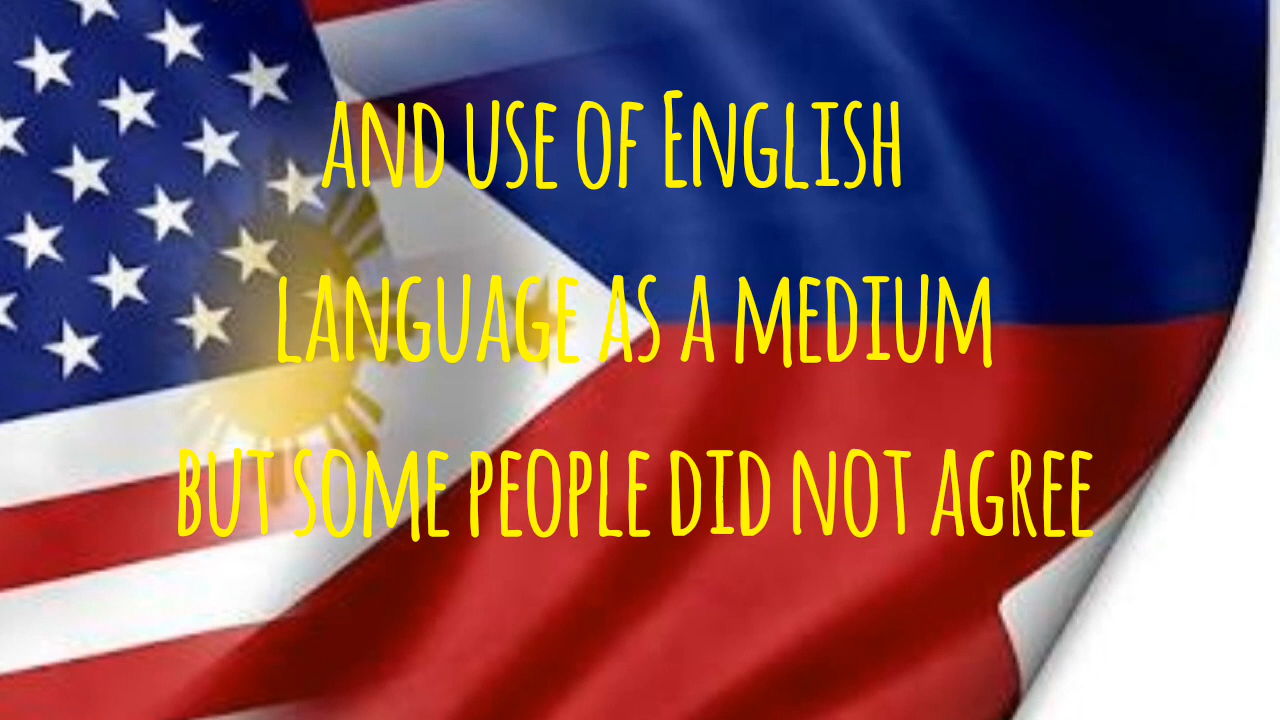 and use of English
language as a medium
but some people did not agree